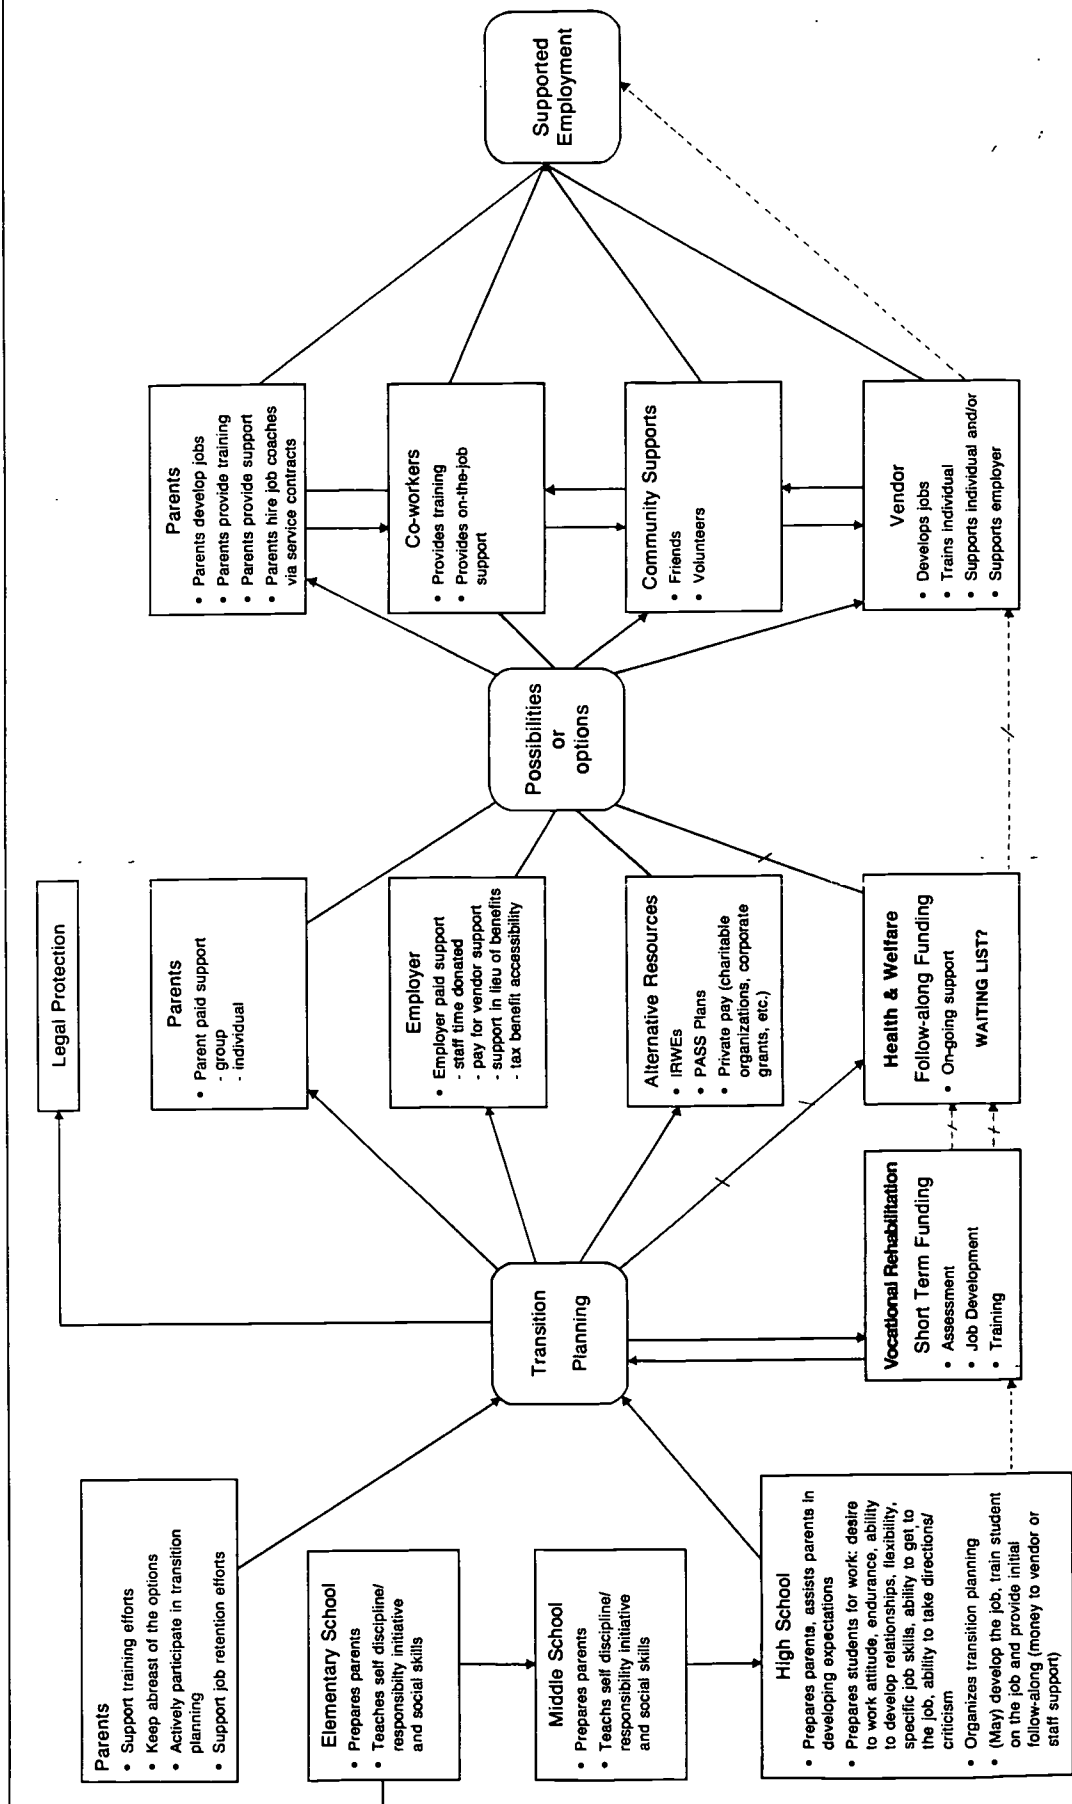 Parents
• Support training efforts
• Keep abreast of the options
• Actively participate in transition
planning
• Support job retention efforts
Elementary School
• Prepares parents
• Teaches self discipline/
responsibilty initiative
and social skills
Middle School
• Prepares parents
• Teachs self discipline/
responsibility initiative
and social skills
High School
• Prepares parents, assists parents in
developing expectations
• Prepares students for work: desire
to work attitude, endurance, ability
to develop relationships, flexibility,
specific job skills, ability to get to
the job, ability to take directions/
criticism
• Organizes transition planning
• (May) develop the job, train student
on the job and provide initial
follow-along (money to vendor or
staff support)
Transition
Planning
Vocational Rehabilitation
Short Term Funding
• Assessment
• Job Development
• Training
Legal Protection
Parents
• Parent paid support
- group
- individual
Employer
• Employer paid support
- staff time donated
- pay for vendor support
- support in lieu of benefits
- tax benefit accessibility
Alternative Resources
• IRWEs
• PASS Plans
• Private pay (charitable
organizations, corporate
grants, etc.)
Health & Welfare
Follow-along Funding
• On-going support
WAITING LIST?
Possibilities
or
options
Parents
• Parents develop jobs
• Parents provide training
• Parents provide support
• Parents hire job coaches
via service contracts
Co-workers
• Provides training
• Provides on-the-job
support
Community Supports
• Friends
• Volunteers
Vendor
• Develops jobs
• Trains individual
• Supports individual and/or
• Supports employer
Supported
Employment